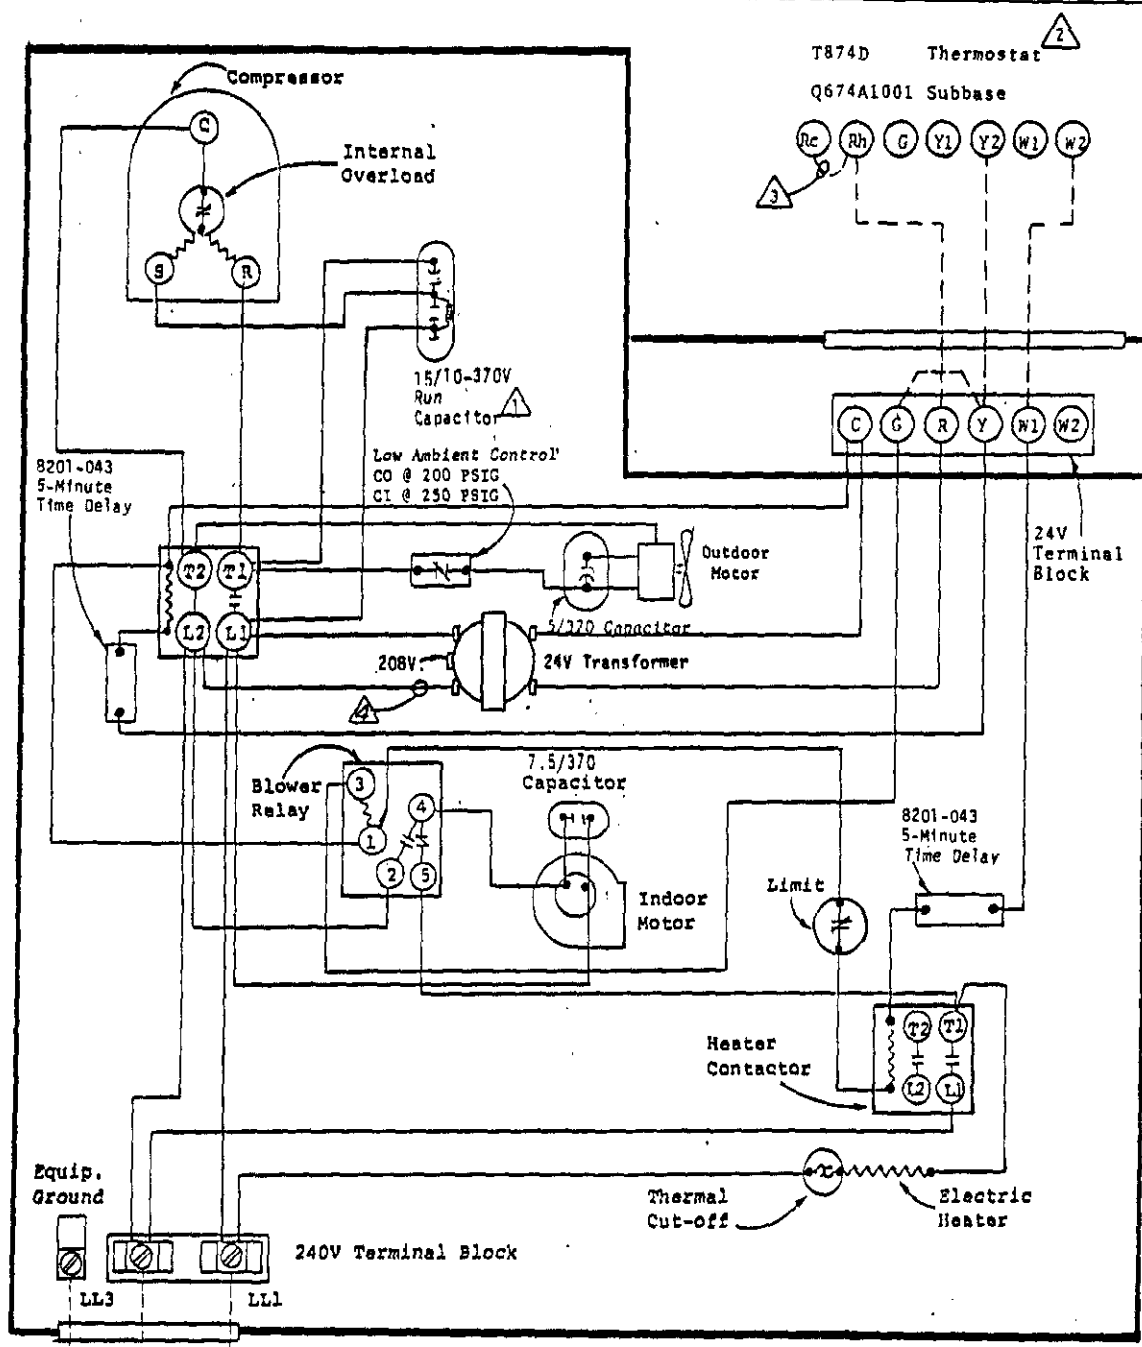 2
T874D Thermostat
Q674A1001 Subbase
Rc Rh G Y1 Y2 W1 W2
3
Compressor
C
Internal
Overload
S R
15/10-370V
Run
Capacitor 1
C G R Y W1 W2
Low Ambient Control
CO @ 200 PSIG
CI @ 250 PSIG
8201-043
5-Minute
Time Delay
24V
Terminal
Block
T2 T1
L2 L1
Outdoor
Motor
5/370 Capacitor
208V.
24V Transformer
4
Blower
Relay
3
4
1
2 5
7.5/370
Capacitor
Indoor
Motor
8201-043
5-Minute
Time Delay
Limit
Heater
Contactor
T2 T1
L2 L1
Equip.
Ground
Thermal
Cut-off
Electric
Heater
240V Terminal Block
LL3 LL1